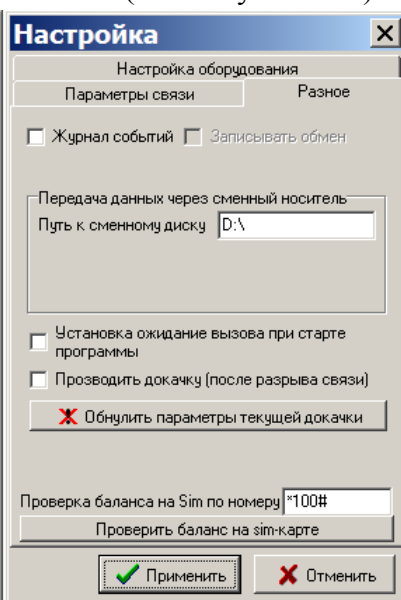 Настройка
Настройка оборудования
Параметры связи Разное
Журнал событий Записывать обмен
Передача данных через сменный носитель
Путь к сменному диску D:\
Установка ожидание вызова при старте
программы
Прозводить докачку (после разрыва связи)
Обнулить параметры текущей докачки
Проверка баланса на Sim по номеру *100#
Проверить баланс на sim-карте
Применить Отменить